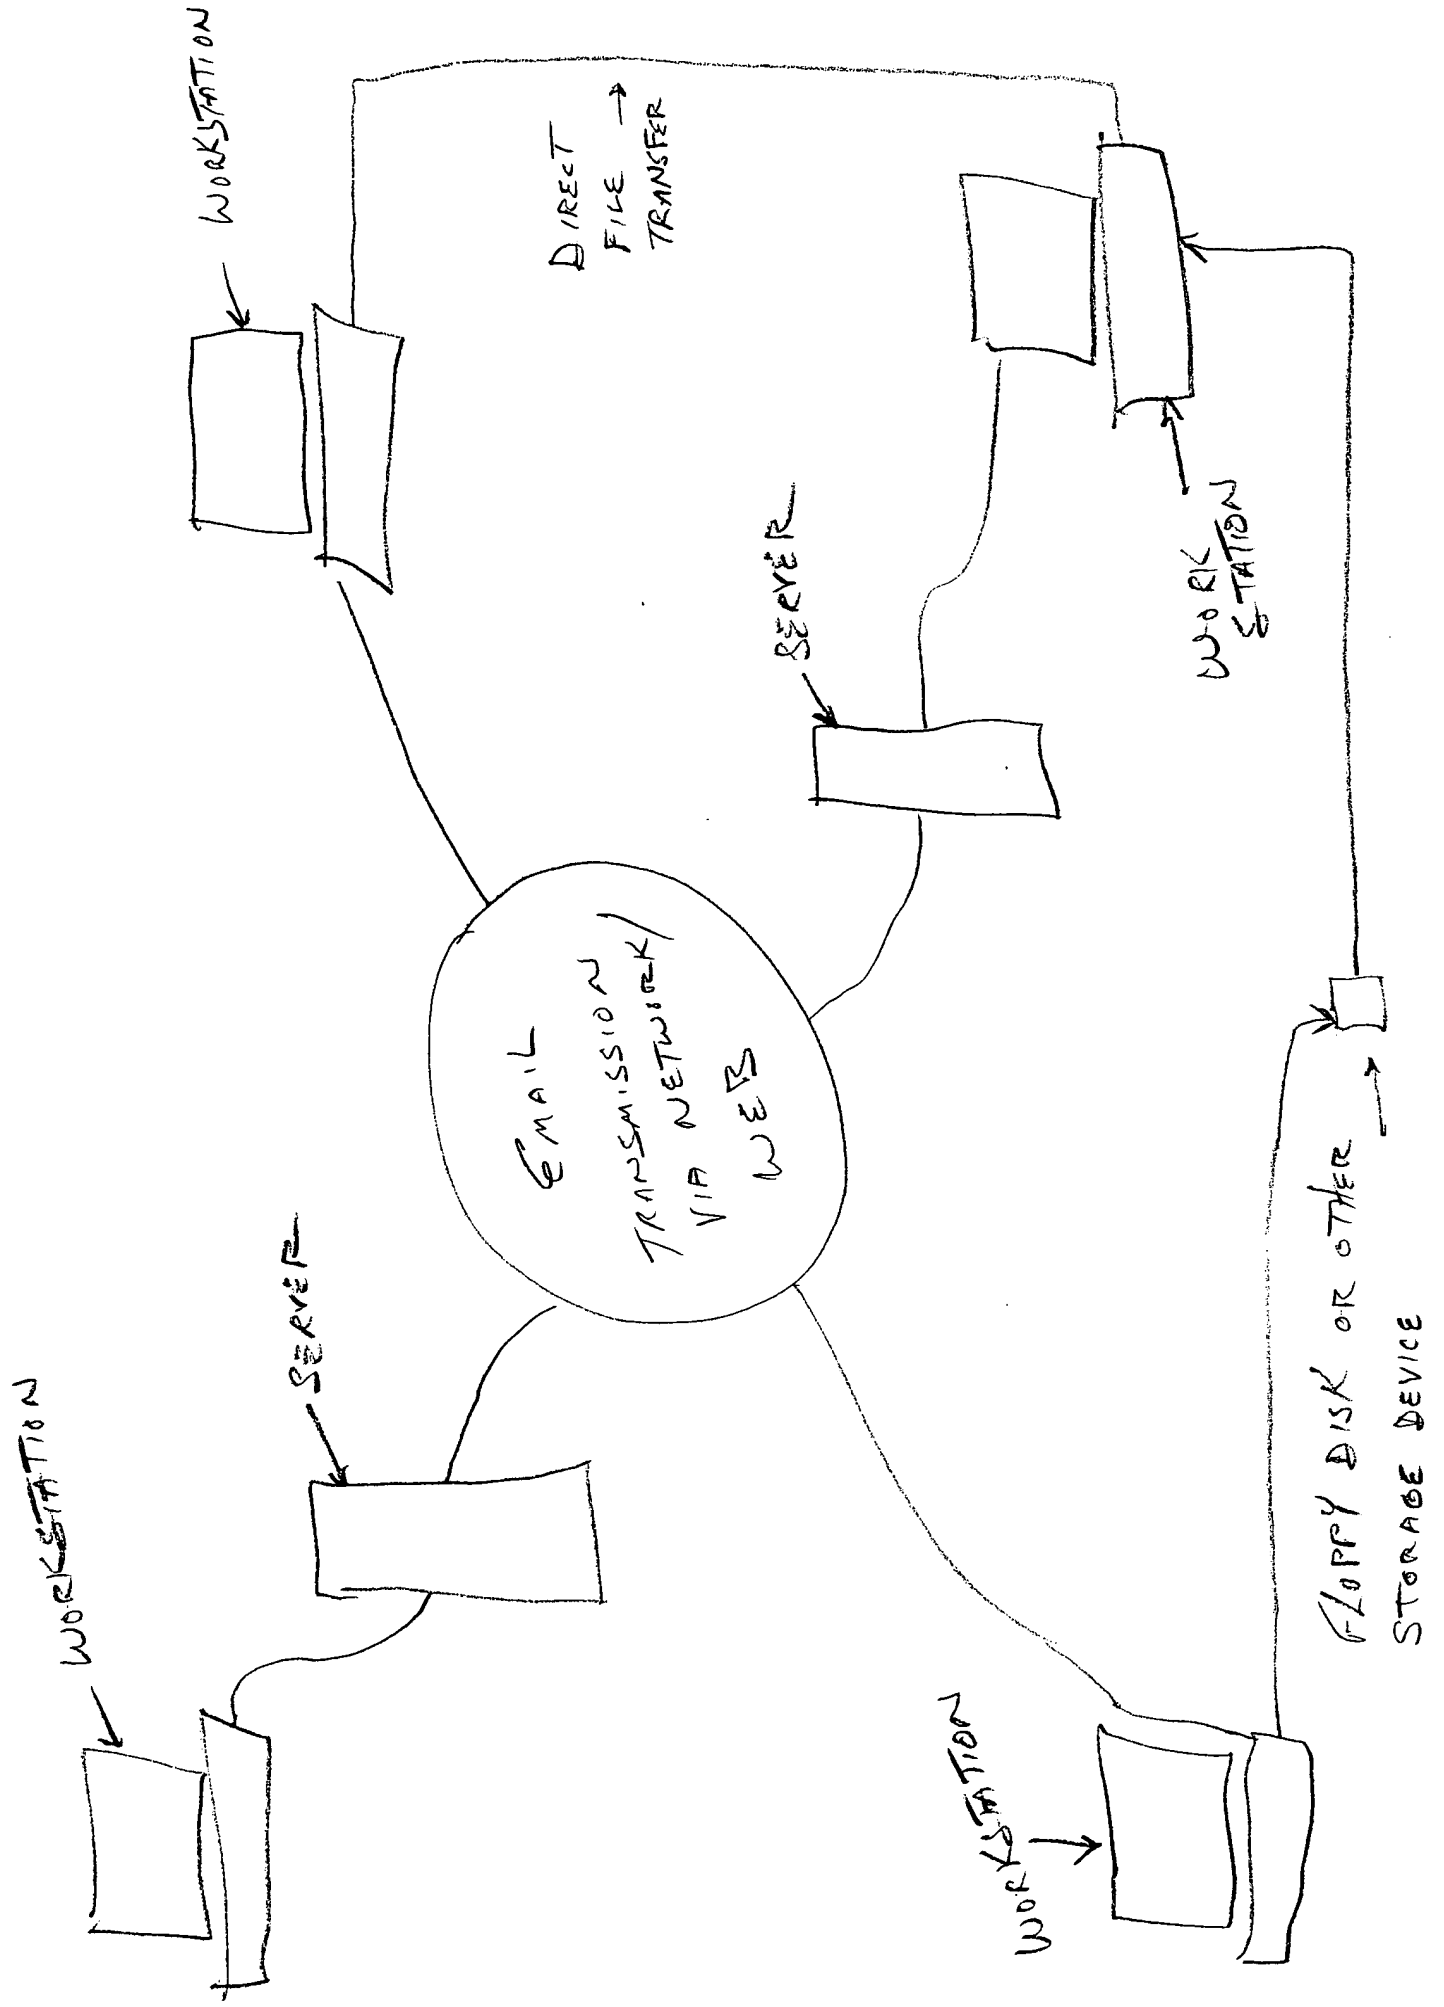 WORKSTATION
WORKSTATION
SERVER
EMAIL
TRANSMISSION
VIA NETWORK/
WEB
DIRECT
FILE
TRANSFER
SERVER
WORKSTATION
WORK
STATION
FLOPPY DISK OR OTHER
STORAGE DEVICE